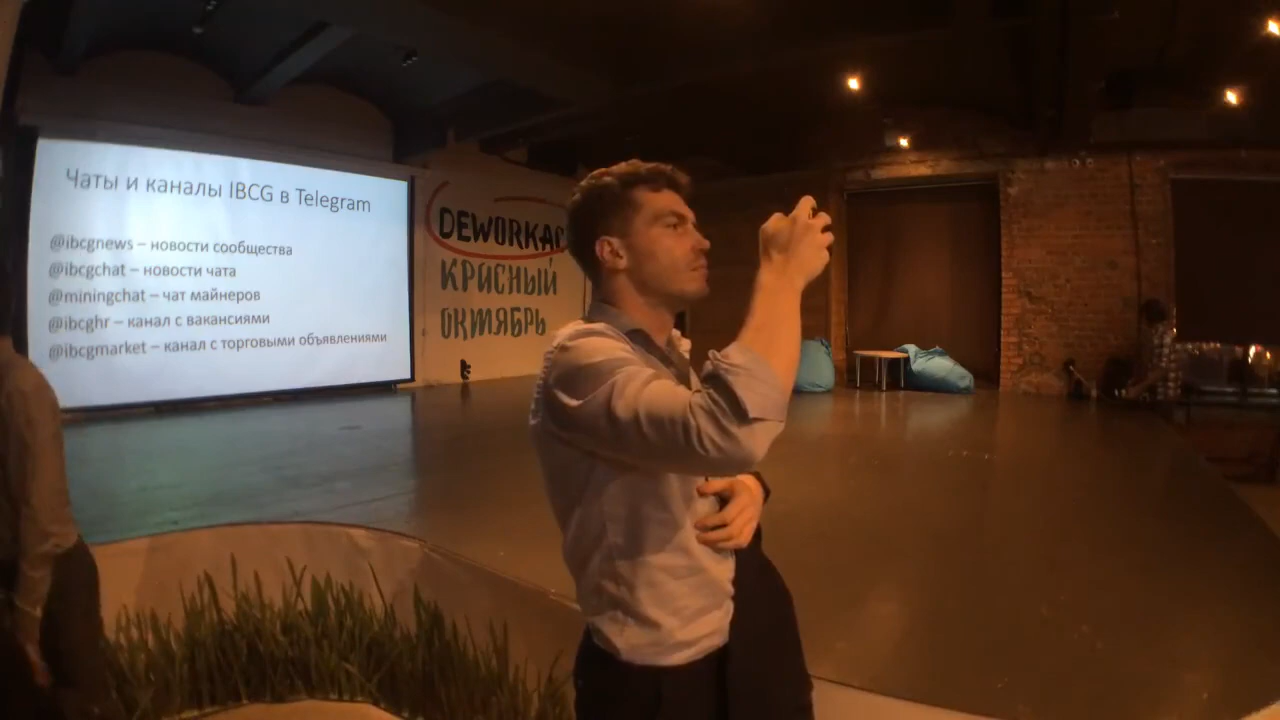 Чаты и каналы IBCG в Telegram
@ibcgnews – новости сообщества
@ibcgchat – новости чата
@miningchat – чат майнеров
@ibcghr – канал с вакансиями
@ibcgmarket – канал с торговыми объявлениями
DEWORKAC
КРАСНЫЙ
ОКТЯБРЬ